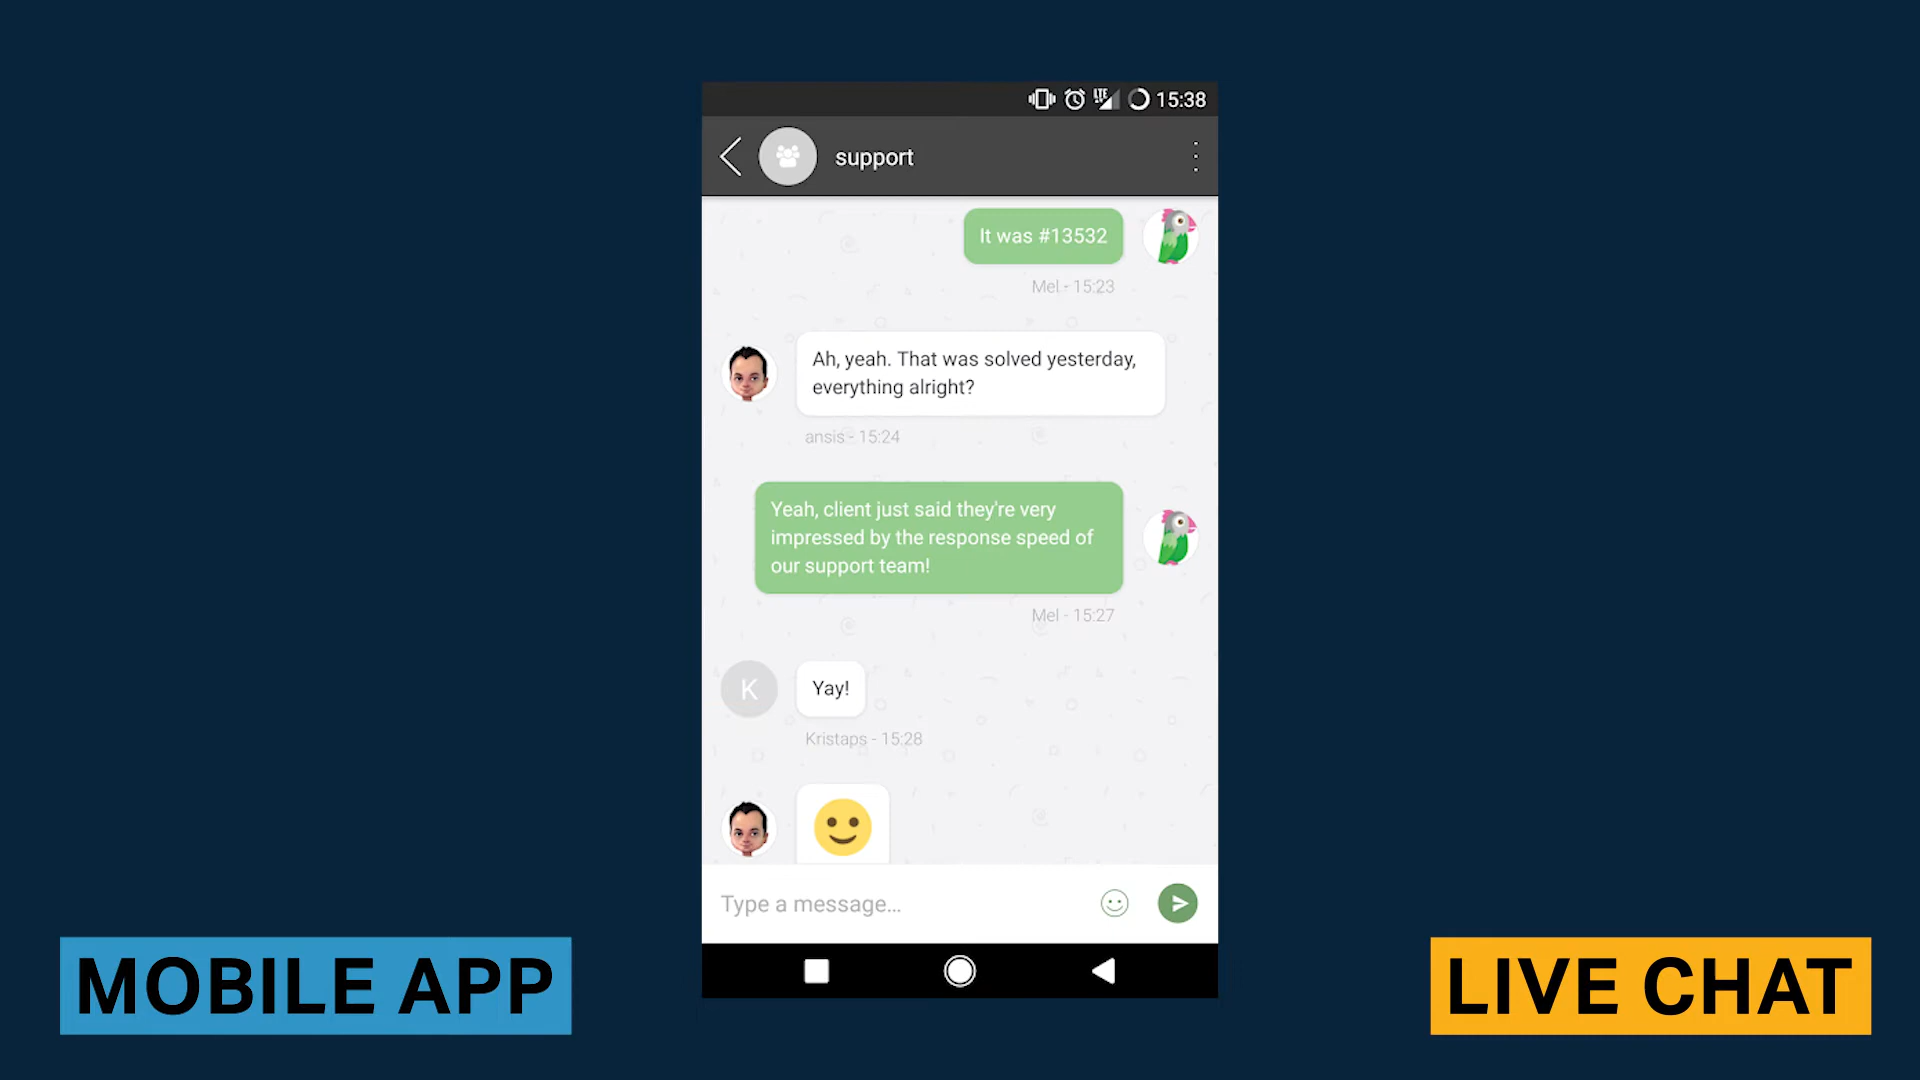 LTE 15:38
support
It was #13532
Mel - 15:23
Ah, yeah. That was solved yesterday,
everything alright?
ansis - 15:24
Yeah, client just said they're very
impressed by the response speed of
our support team!
Mel - 15:27
K
Yay!
Kristaps - 15:28
Type a message...
MOBILE APP
LIVE CHAT